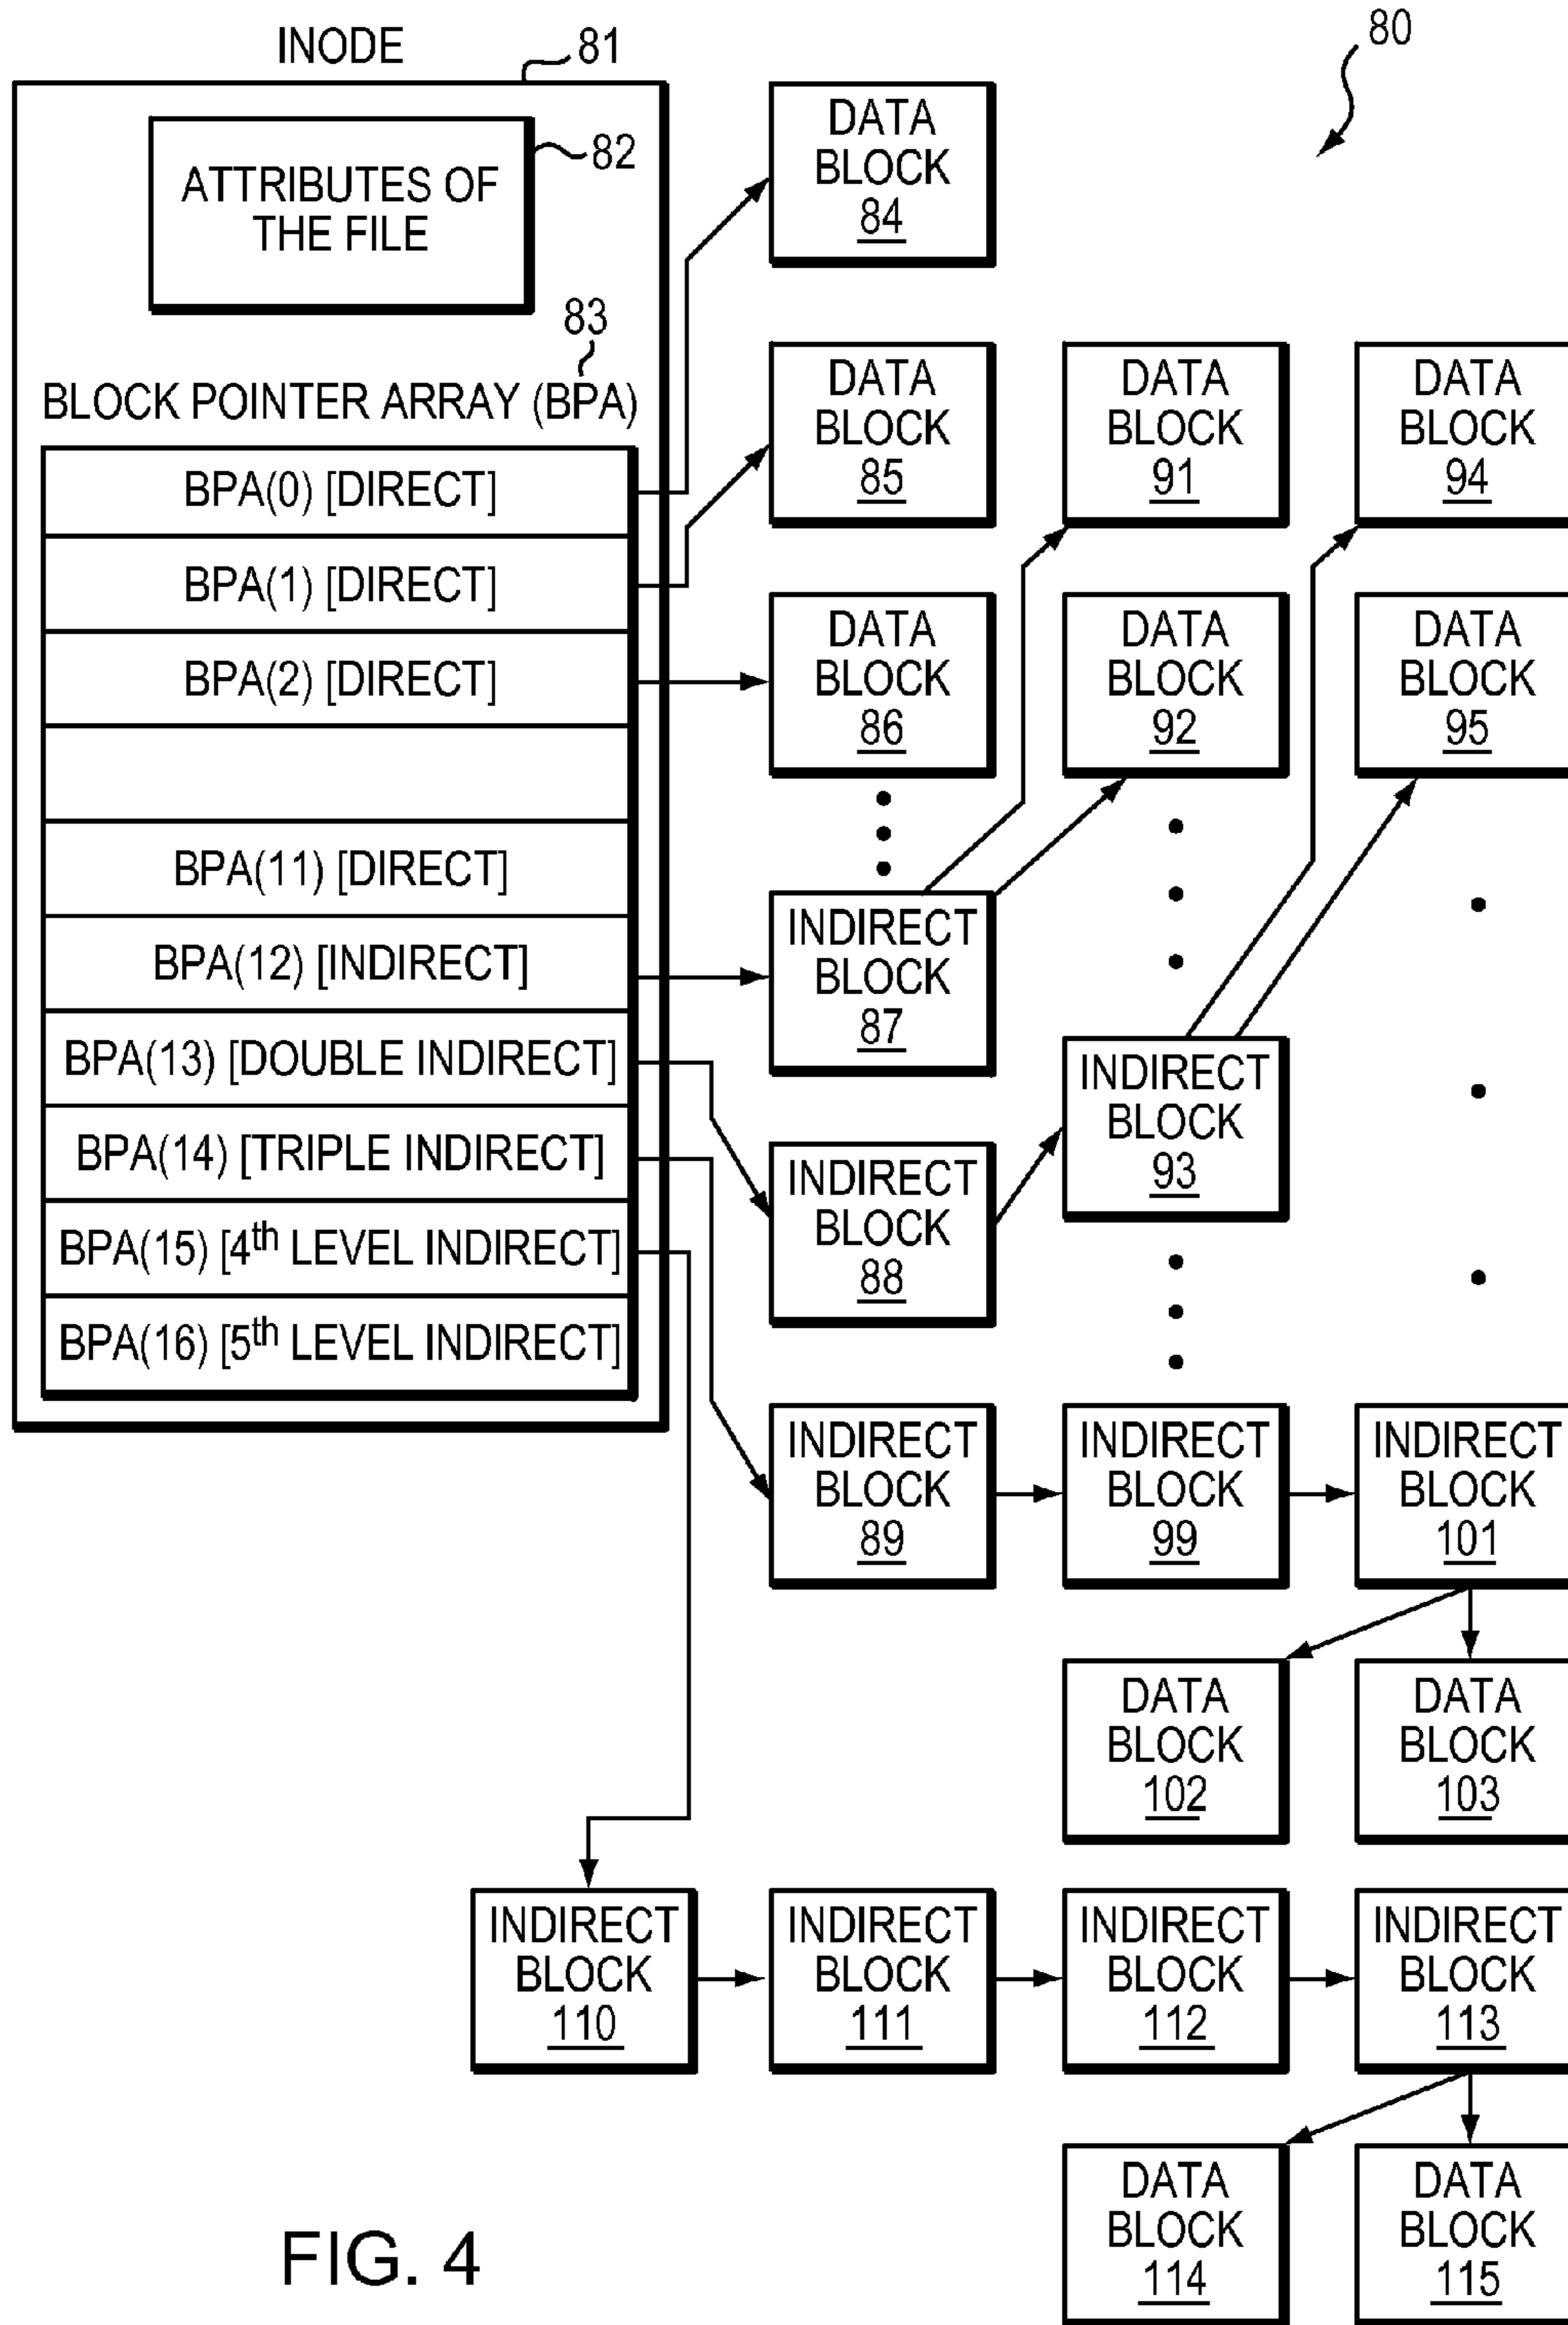 INODE
81
80
ATTRIBUTES OF
THE FILE
82
83
BLOCK POINTER ARRAY (BPA)
BPA(0) [DIRECT]
BPA(1) [DIRECT]
BPA(2) [DIRECT]
BPA(11) [DIRECT]
BPA(12) [INDIRECT]
BPA(13) [DOUBLE INDIRECT]
BPA(14) [TRIPLE INDIRECT]
BPA(15) [4th LEVEL INDIRECT]
BPA(16) [5th LEVEL INDIRECT]
DATA
BLOCK
84
DATA
BLOCK
85
DATA
BLOCK
91
DATA
BLOCK
94
DATA
BLOCK
86
DATA
BLOCK
92
DATA
BLOCK
95
INDIRECT
BLOCK
87
INDIRECT
BLOCK
93
INDIRECT
BLOCK
88
INDIRECT
BLOCK
89
INDIRECT
BLOCK
99
INDIRECT
BLOCK
101
DATA
BLOCK
102
DATA
BLOCK
103
INDIRECT
BLOCK
110
INDIRECT
BLOCK
111
INDIRECT
BLOCK
112
INDIRECT
BLOCK
113
DATA
BLOCK
114
DATA
BLOCK
115
FIG. 4